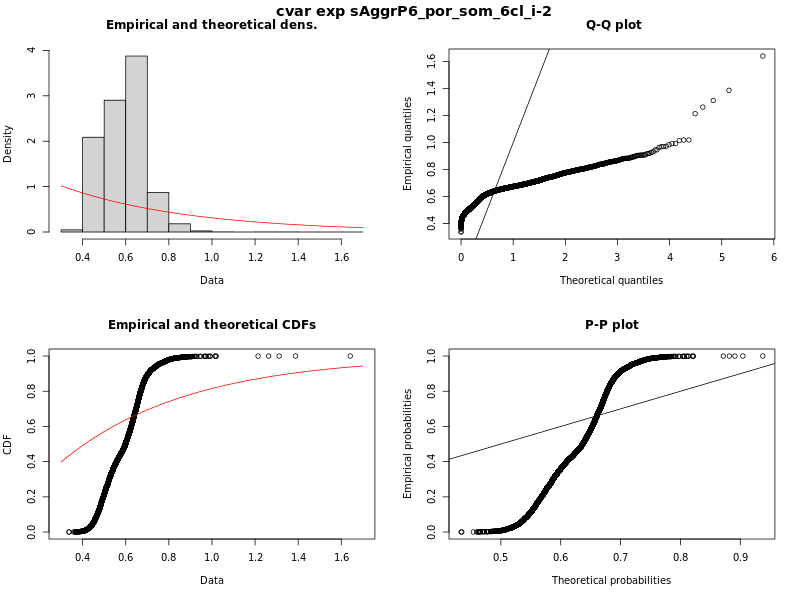 cvar exp sAggrP6_por_som_6cl_i-2
Empirical and theoretical dens.
Density
0 1 2 3 4
0.4 0.6 0.8 1.0 1.2 1.4 1.6
Data
Q-Q plot
Empirical quantiles
0.4 0.6 0.8 1.0 1.2 1.4 1.6
0 1 2 3 4 5 6
Theoretical quantiles
Empirical and theoretical CDFs
CDF
0.0 0.2 0.4 0.6 0.8 1.0
0.4 0.6 0.8 1.0 1.2 1.4 1.6
Data
P-P plot
Empirical probabilities
0.0 0.2 0.4 0.6 0.8 1.0
0.5 0.6 0.7 0.8 0.9
Theoretical probabilities